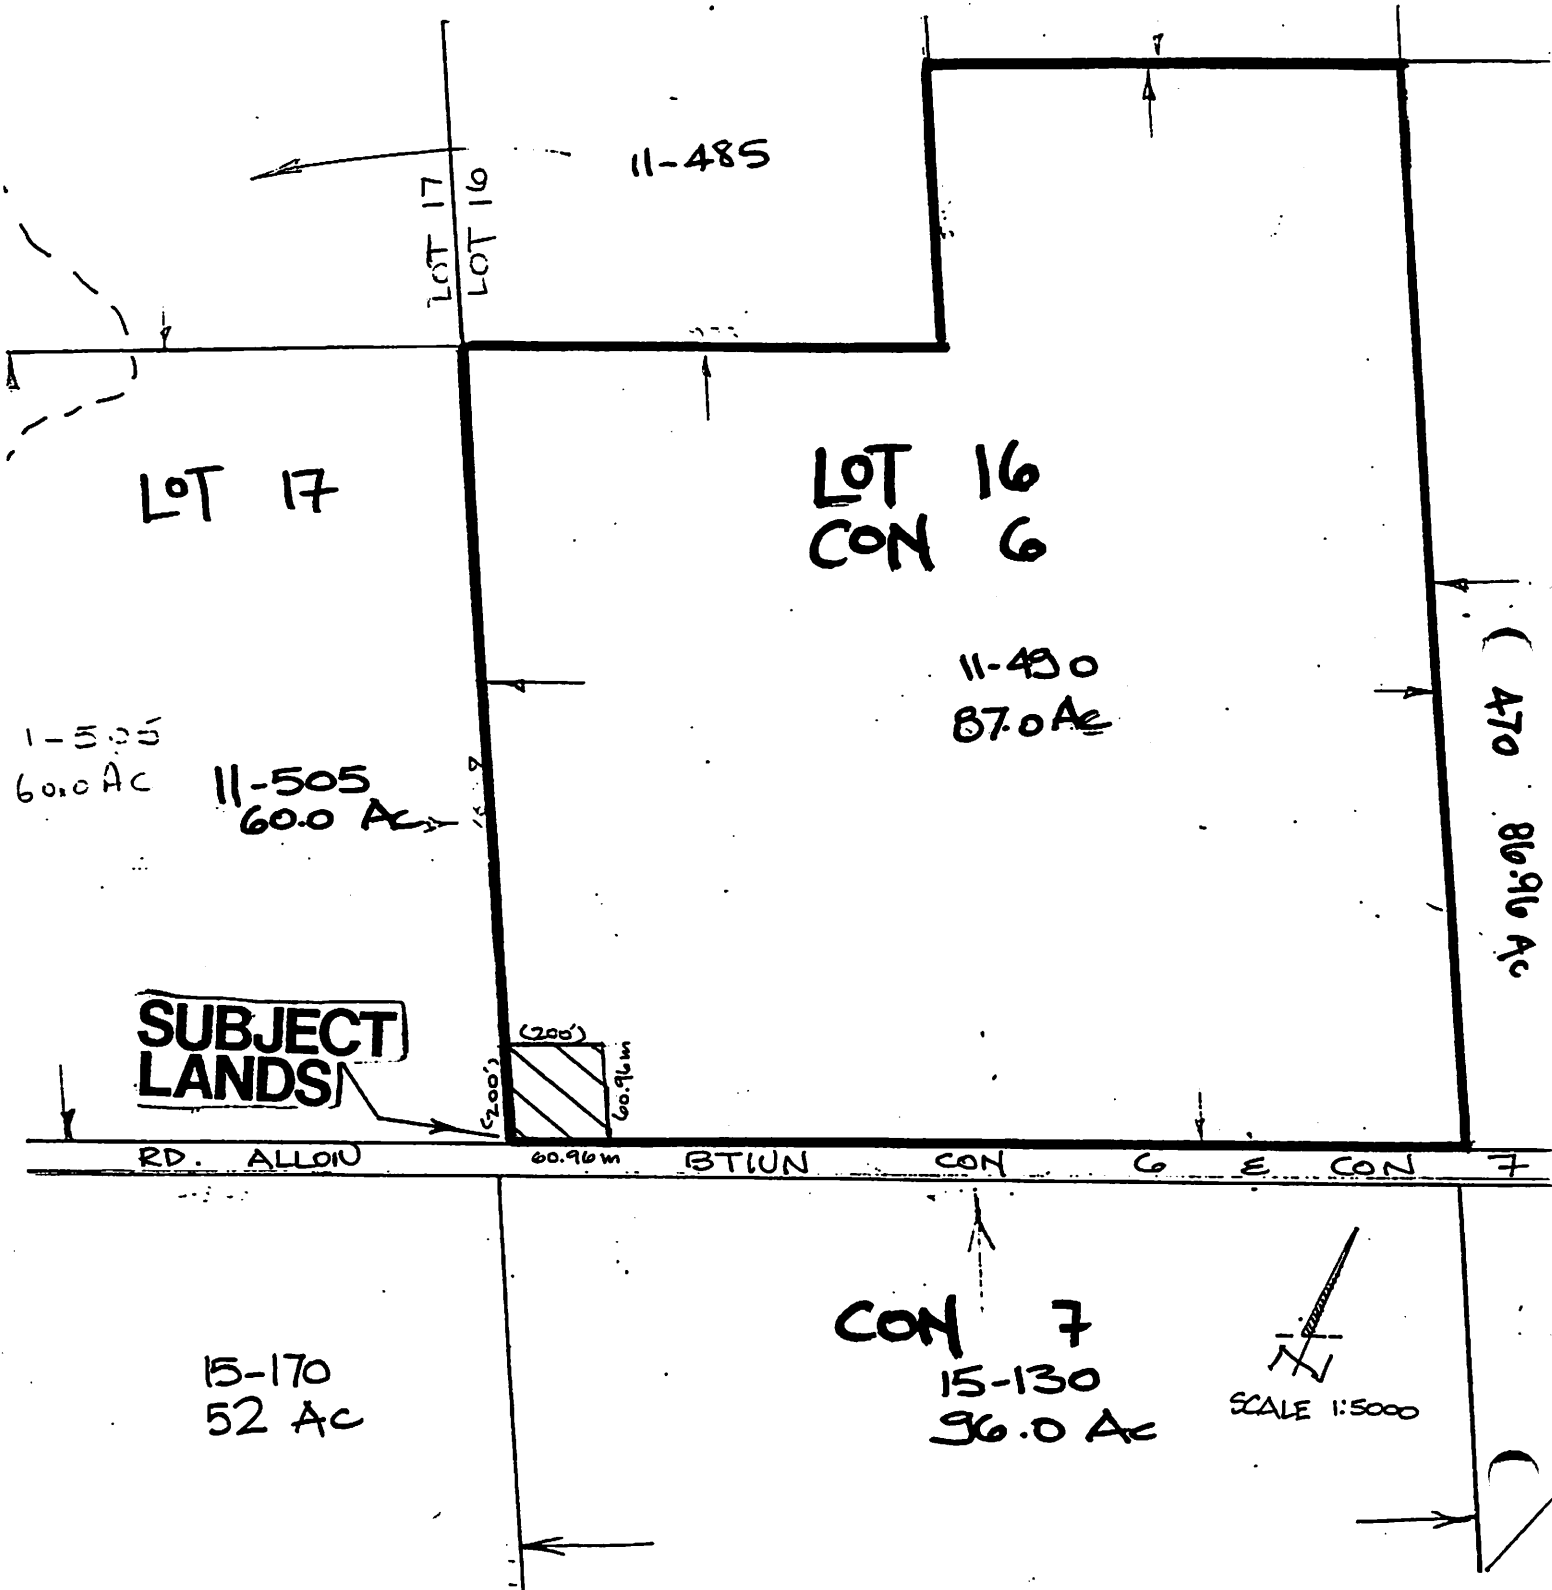 11-485
LOT 17
LOT 16
LOT 17
LOT 16
CON 6
11-490
87.0 Ac
( 470 86.96 Ac
60.0 AC
11-505
60.0 Ac
SUBJECT
LANDS
(200')
(200')
60.96m
RD. ALLOW 60.96m BTWN CON 6 & CON 7
CON 7
15-170
52 Ac
15-130
96.0 Ac
SCALE 1:5000